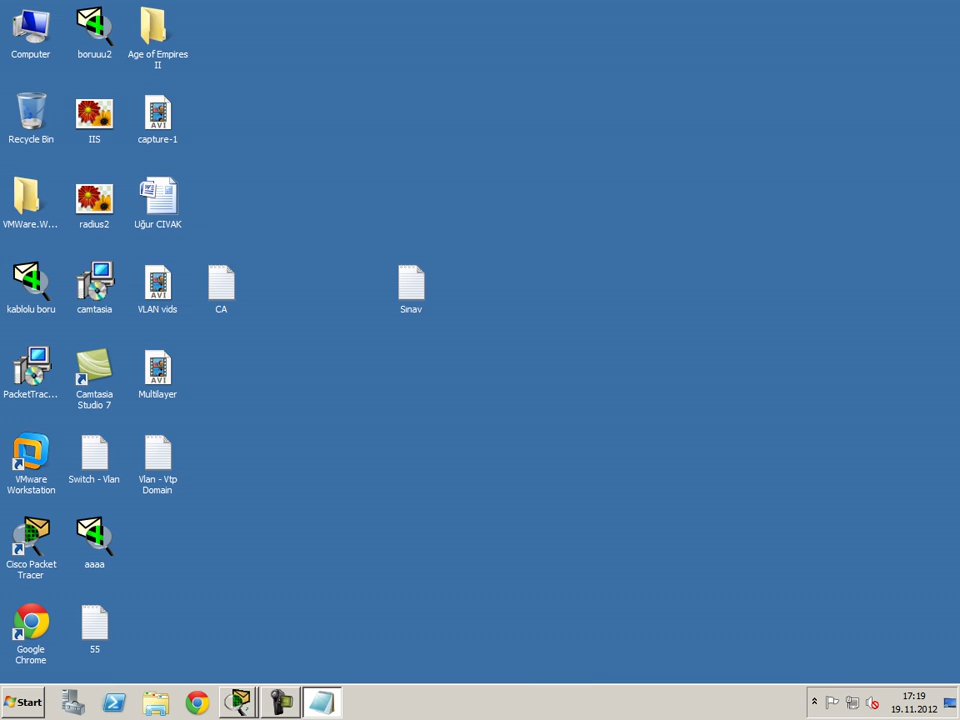 Computer
boruuu2
Age of Empires
II
Recycle Bin
IIS
capture-1
VMWare.W...
radius2
Uğur CIVAK
kablolu boru
camtasia
VLAN vids
CA
Sınav
PacketTrac...
Camtasia
Studio 7
Multilayer
VMware
Workstation
Switch - Vlan
Vlan - Vtp
Domain
Cisco Packet
Tracer
aaaa
Google
Chrome
55
Start
17:19
19.11.2012